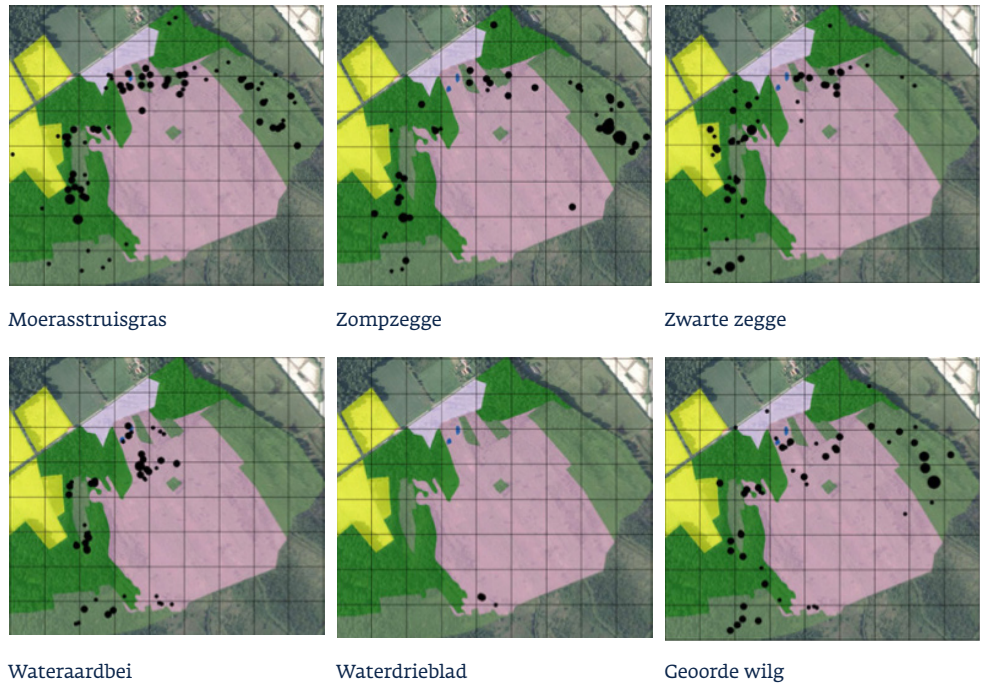 Moerasstruisgras
Zompzegge
Zwarte zegge
Wateraardbei
Waterdrieblad
Geoorde wilg